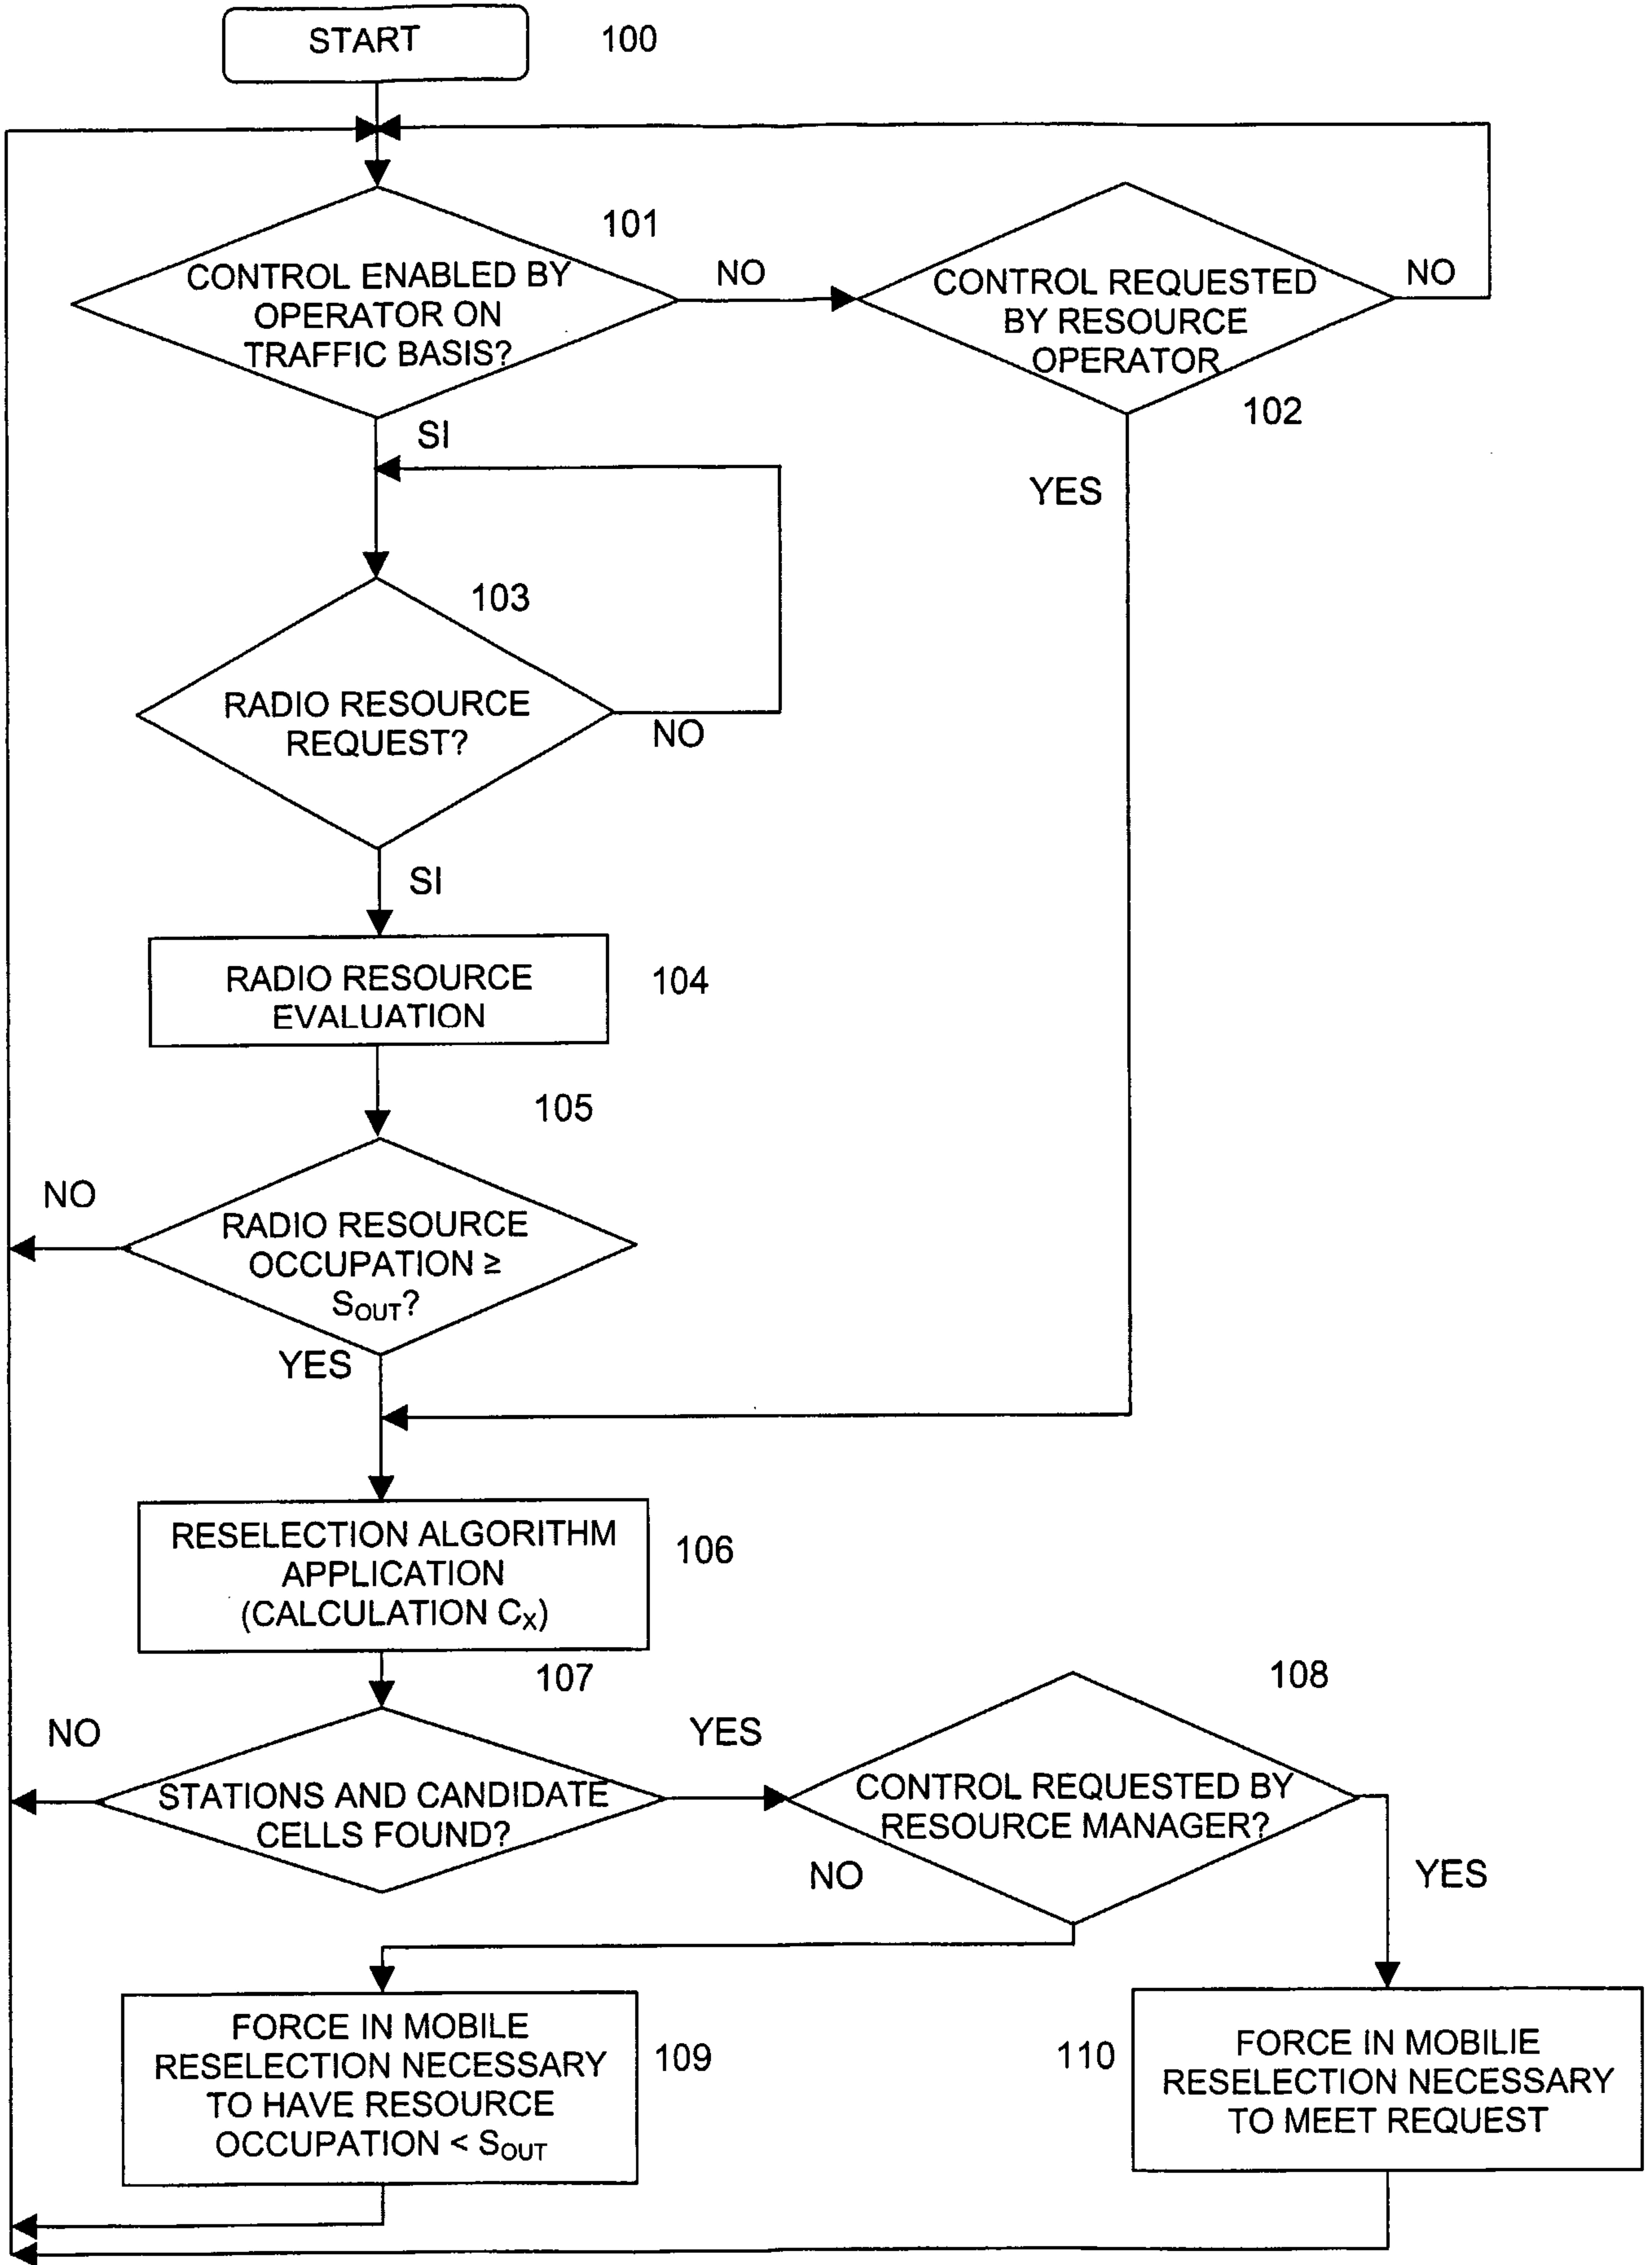 START
100
101
CONTROL ENABLED BY
OPERATOR ON
TRAFFIC BASIS?
NO
CONTROL REQUESTED
BY RESOURCE
OPERATOR
NO
102
SI
YES
103
RADIO RESOURCE
REQUEST?
NO
SI
RADIO RESOURCE
EVALUATION
104
105
NO
RADIO RESOURCE
OCCUPATION ≥
SOUT?
YES
RESELECTION ALGORITHM
APPLICATION
(CALCULATION CX)
106
107
108
NO
YES
STATIONS AND CANDIDATE
CELLS FOUND?
CONTROL REQUESTED BY
RESOURCE MANAGER?
NO
YES
FORCE IN MOBILE
RESELECTION NECESSARY
TO HAVE RESOURCE
OCCUPATION < SOUT
109
110
FORCE IN MOBILIE
RESELECTION NECESSARY
TO MEET REQUEST